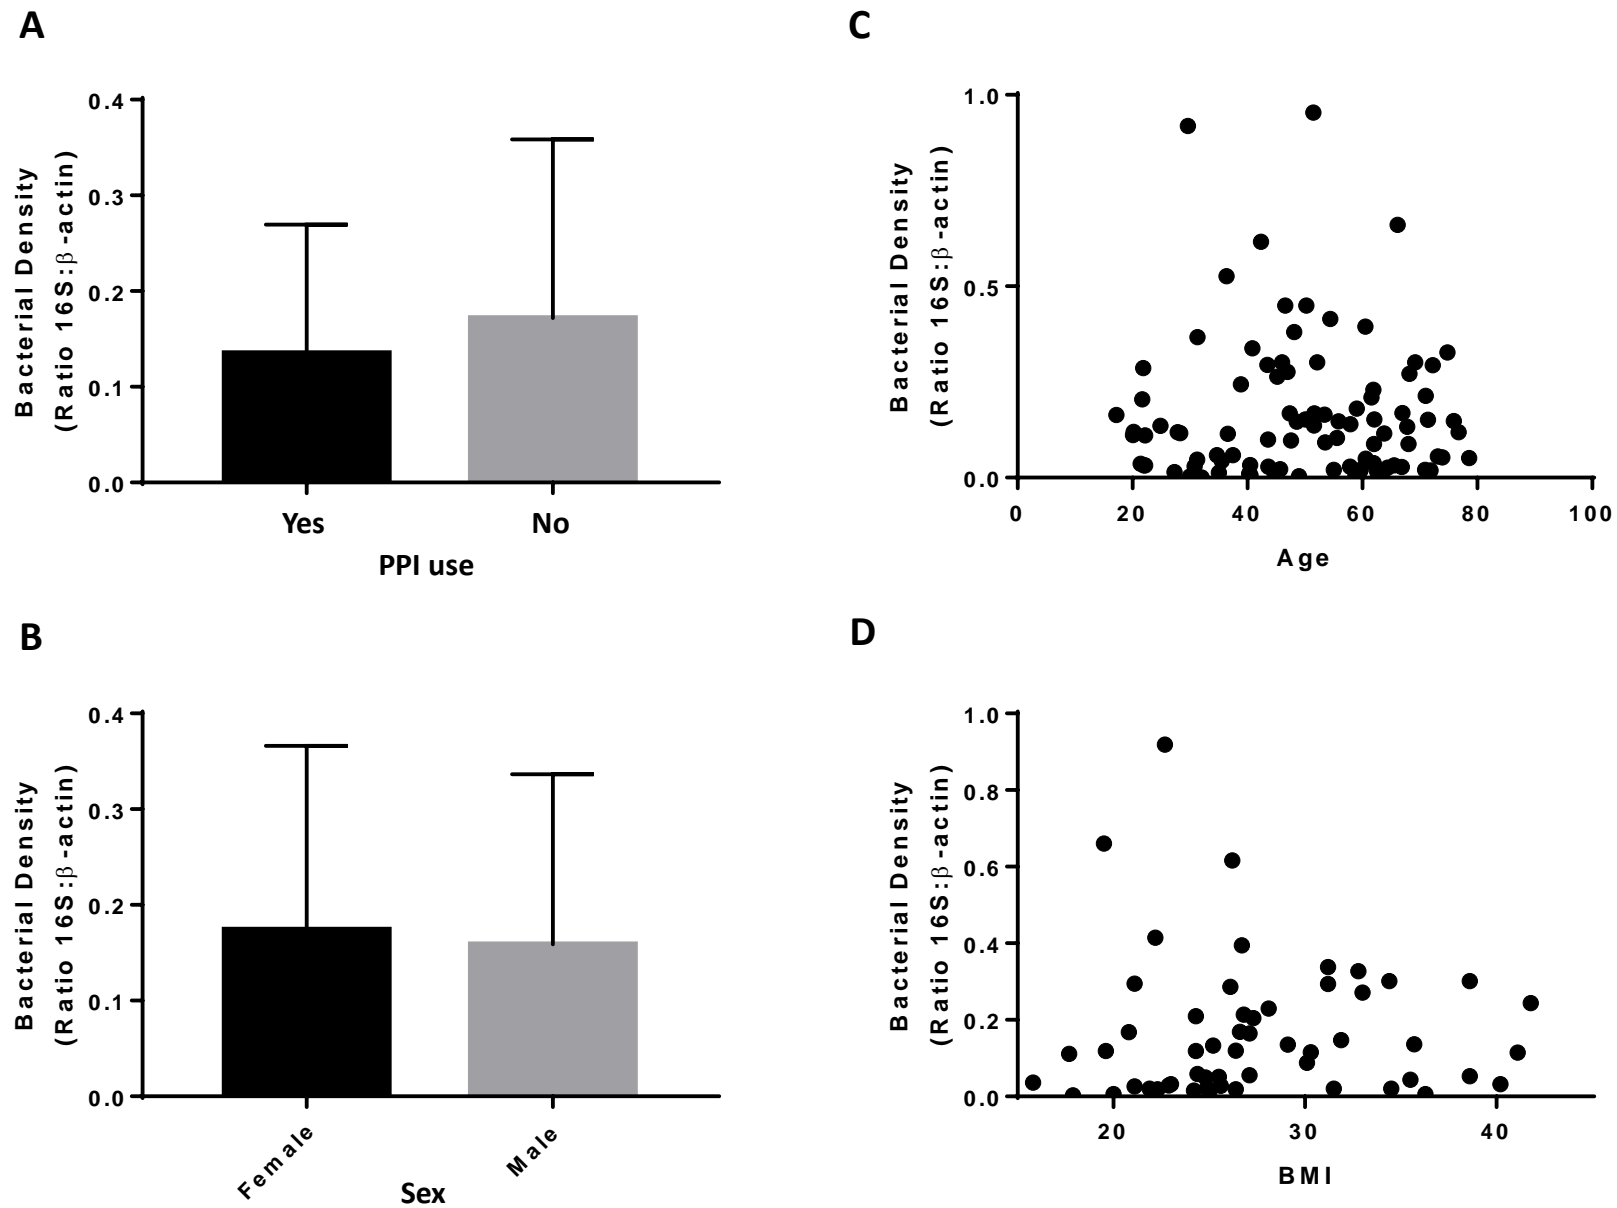 A
Bacterial Density
(Ratio 16S:β-actin)
0.4
0.3
0.2
0.1
0.0
Yes
No
PPI use
B
Bacterial Density
(Ratio 16S:β-actin)
0.4
0.3
0.2
0.1
0.0
Female
Male
Sex
C
Bacterial Density
(Ratio 16S:β-actin)
1.0
0.5
0.0
0 20 40 60 80 100
Age
D
Bacterial Density
(Ratio 16S:β-actin)
1.0
0.8
0.6
0.4
0.2
0.0
20 30 40
BMI